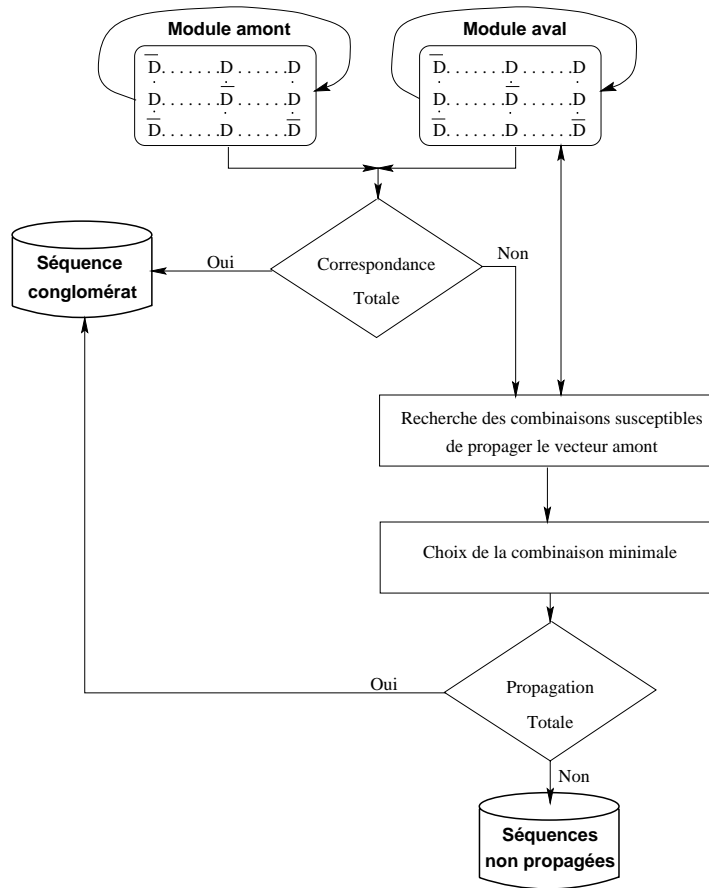 Module amont
Module aval
D̅.......D......D
. . .
D.......D̅......D
. . .
D̅.......D......D̅
D̅.......D......D
. . .
D.......D̅......D
. . .
D̅.......D......D̅
Séquence
conglomérat
Oui
Correspondance
Totale
Non
Recherche des combinaisons susceptibles
de propager le vecteur amont
Choix de la combinaison minimale
Oui
Propagation
Totale
Non
Séquences
non propagées